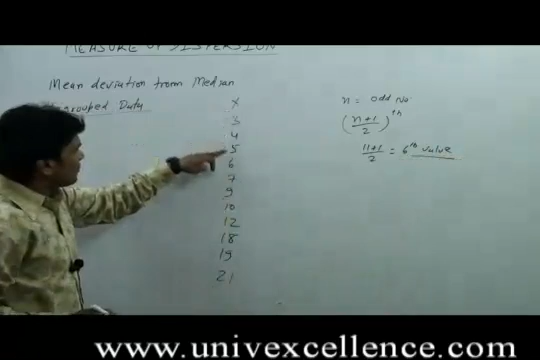 MEASURE OF DISTERSION
Mean deviation from Median
ungrouped Data
X
3
4
5
6
7
9
10
12
18
19
21
n = odd No
(n+1/2)th
11+1/2 = 6th value
www.univexcellence.com